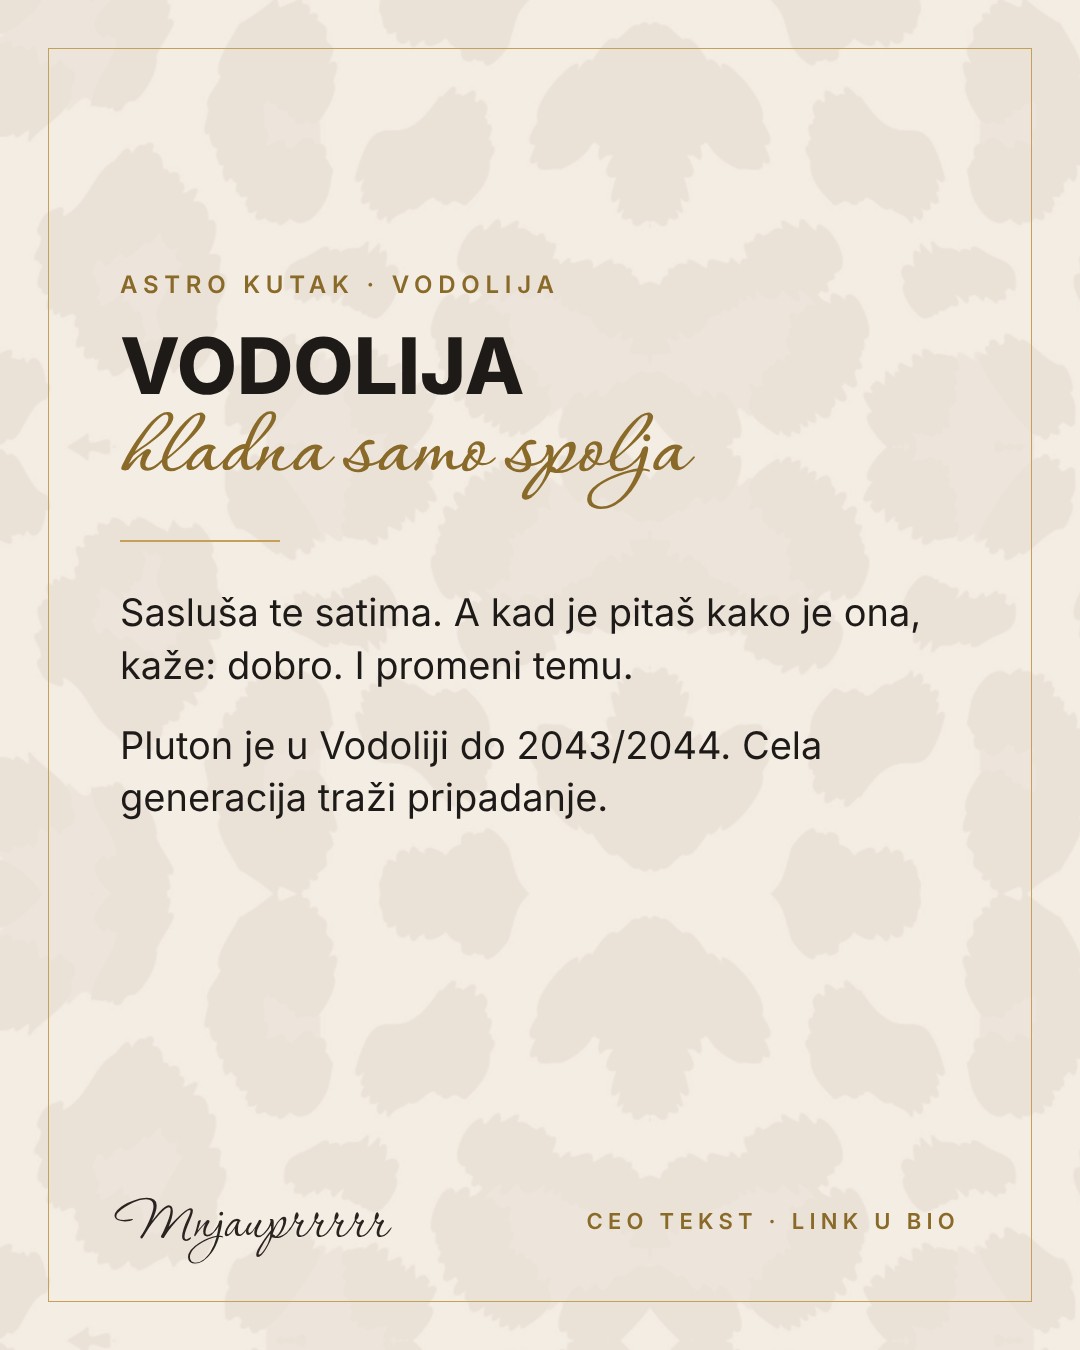 ASTRO KUTAK · VODOLIJA
VODOLIJA
hladna samo spolja
Sasluša te satima. A kad je pitaš kako je ona,
kaže: dobro. I promeni temu.
Pluton je u Vodoliji do 2043/2044. Cela
generacija traži pripadanje.
Mnjauprrrrr
CEO TEKST · LINK U BIO